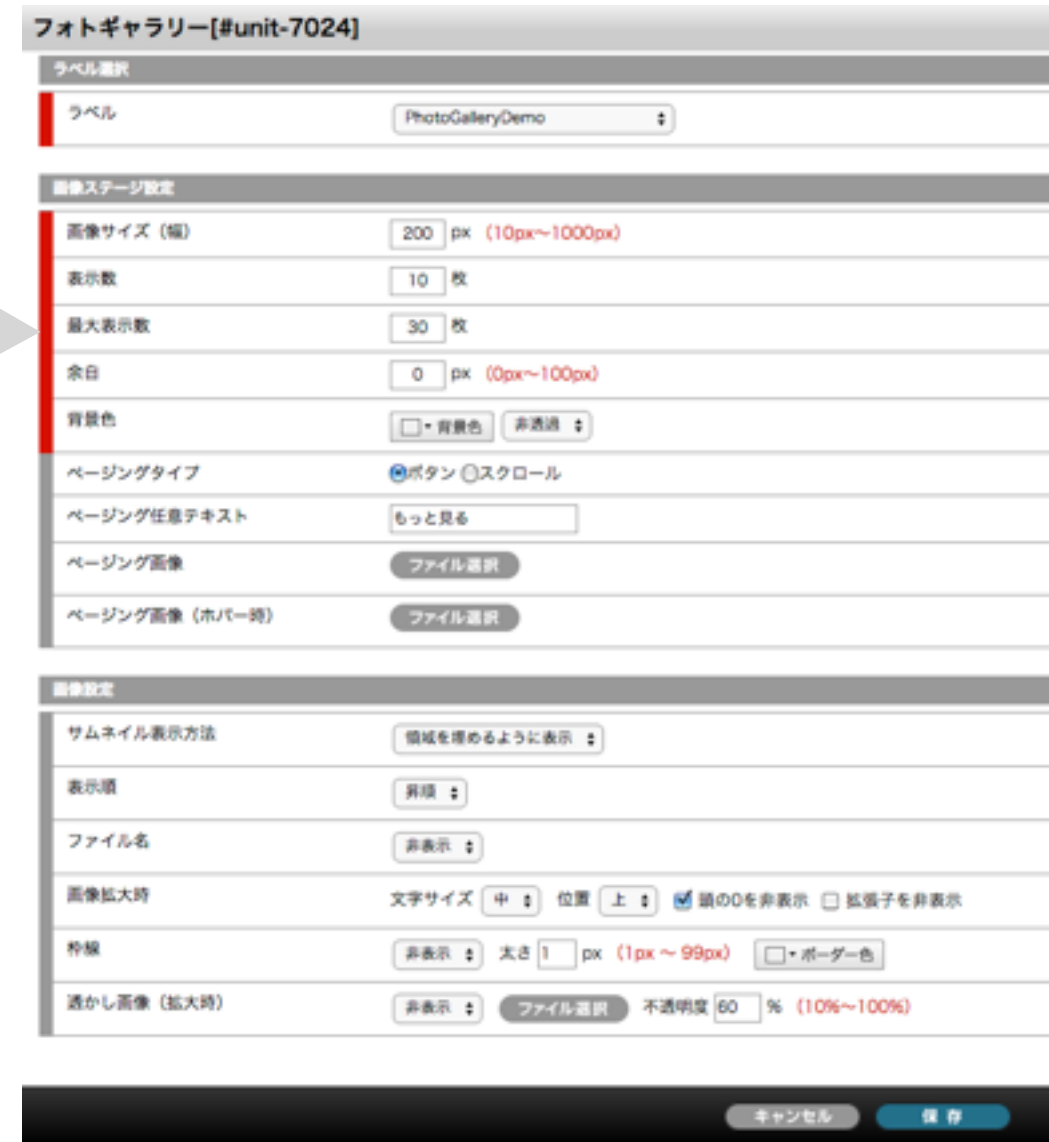 フォトギャラリー[#unit-7024]
ラベル選択
ラベル PhotoGalleryDemo
画像ステージ設定
画像サイズ（幅） 200 px （10px〜1000px）
表示数 10 枚
最大表示数 30 枚
余白 0 px （0px〜100px）
背景色 背景色 非透過
ページングタイプ ボタン スクロール
ページング任意テキスト もっと見る
ページング画像 ファイル選択
ページング画像（ホバー時） ファイル選択
画像設定
サムネイル表示方法 領域を埋めるように表示
表示順 昇順
ファイル名 非表示
画像拡大時 文字サイズ 中 位置 上 頭の0を非表示 拡張子を非表示
枠線 非表示 太さ 1 px （1px 〜 99px） ボーダー色
透かし画像（拡大時） 非表示 ファイル選択 不透明度 60 % （10%〜100%）
キャンセル 保存